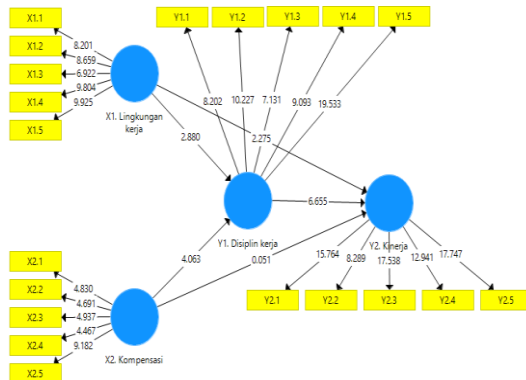 X1.1
X1.2
X1.3
X1.4
X1.5
8.201
8.659
6.922
9.804
9.925
X1. Lingkungan
kerja
Y1.1
Y1.2
Y1.3
Y1.4
Y1.5
8.202
10.227
7.131
9.093
19.533
2.880
2.275
6.655
Y1. Disiplin kerja
Y2. Kinerja
4.063
0.051
15.764
8.289
17.538
12.941
17.747
Y2.1
Y2.2
Y2.3
Y2.4
Y2.5
X2.1
X2.2
X2.3
X2.4
X2.5
4.830
4.691
4.937
4.467
9.182
X2. Kompensasi